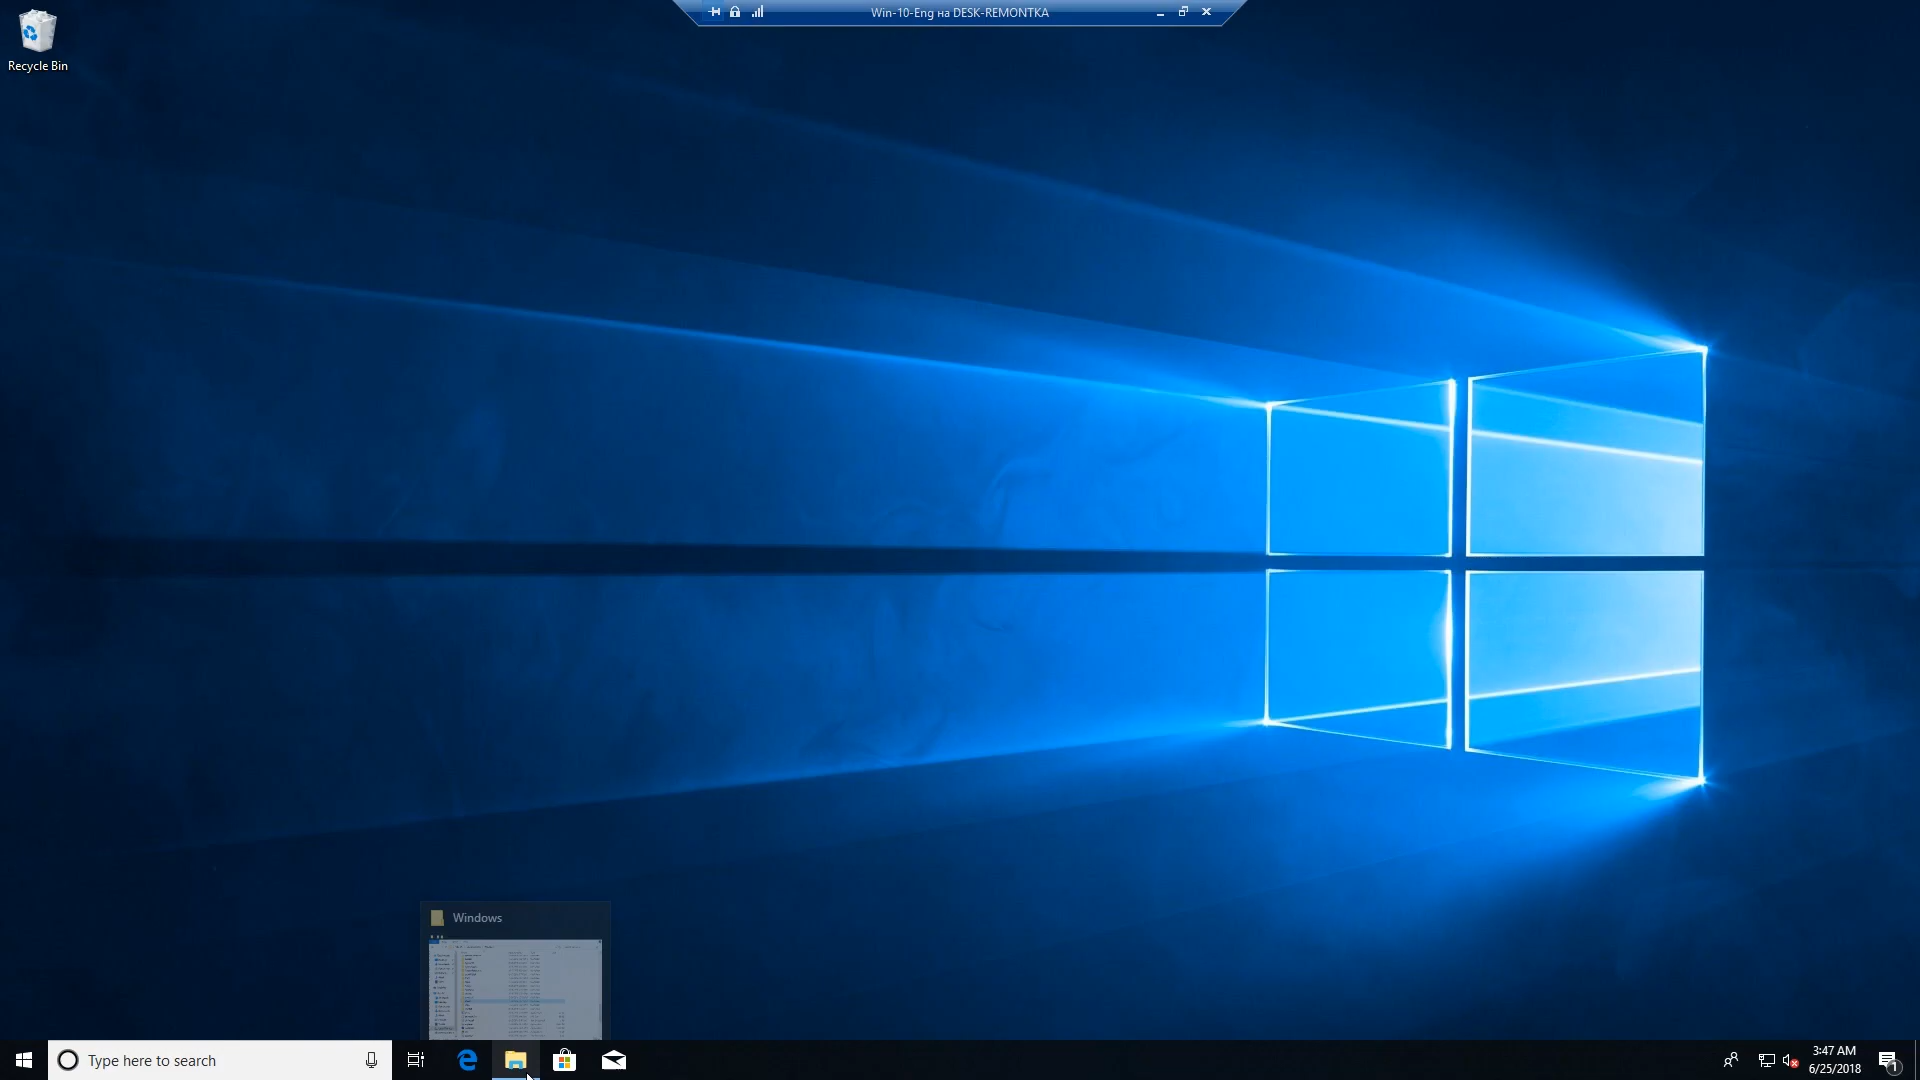 Win-10-Eng на DESK-REMONTKA
Recycle Bin
Windows
Type here to search
3:47 AM
6/25/2018
1